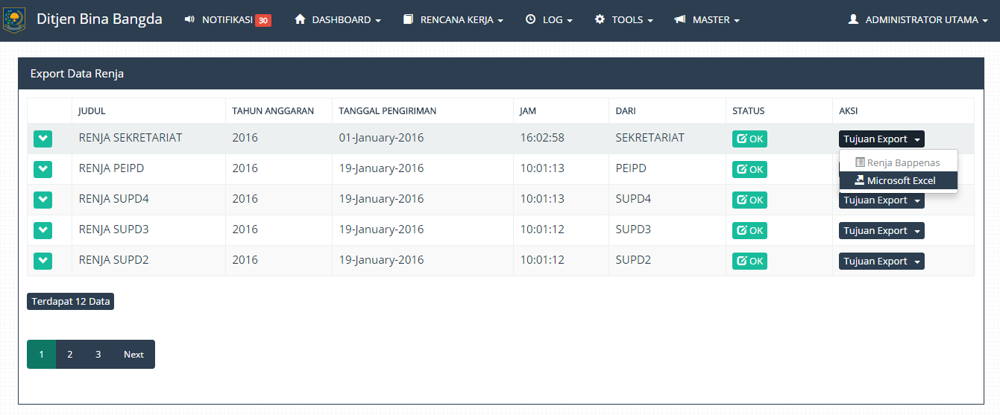 Ditjen Bina Bangda NOTIFIKASI 30 DASHBOARD RENCANA KERJA LOG TOOLS MASTER ADMINISTRATOR UTAMA
Export Data Renja
JUDUL TAHUN ANGGARAN TANGGAL PENGIRIMAN JAM DARI STATUS AKSI
RENJA SEKRETARIAT 2016 01-January-2016 16:02:58 SEKRETARIAT OK Tujuan Export
Renja Bappenas
RENJA PEIPD 2016 19-January-2016 10:01:13 PEIPD OK
Microsoft Excel
RENJA SUPD4 2016 19-January-2016 10:01:13 SUPD4 OK Tujuan Export
RENJA SUPD3 2016 19-January-2016 10:01:12 SUPD3 OK Tujuan Export
RENJA SUPD2 2016 19-January-2016 10:01:12 SUPD2 OK Tujuan Export
Terdapat 12 Data
1 2 3 Next